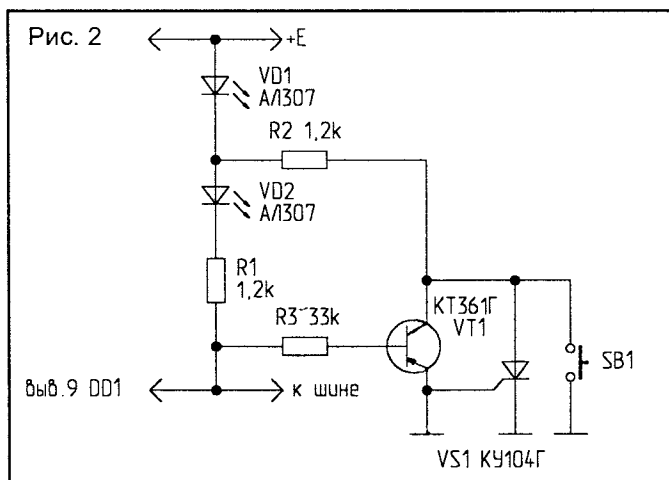 Рис. 2
+E
VD1
АЛ307
R2 1,2k
VD2
АЛ307
R1
1,2k
R3~33k
КТ361Г
VT1
SB1
выв.9 DD1
к шине
VS1 КУ104Г